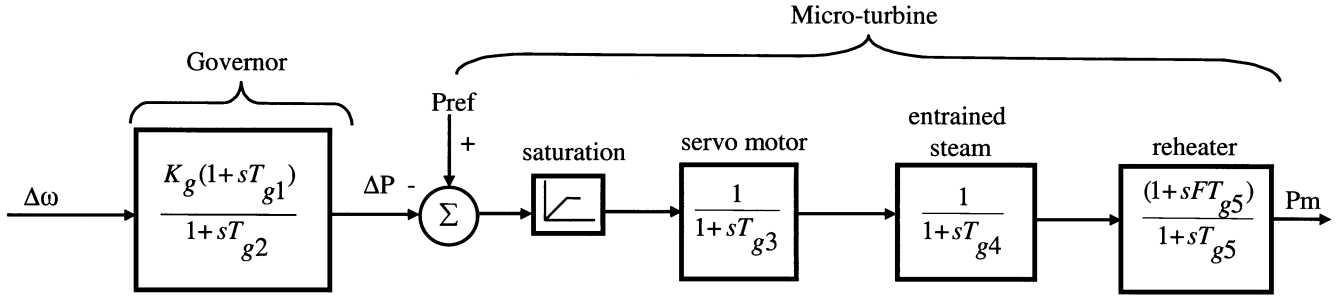 Micro-turbine
Governor
Pref
+
entrained
steam
saturation
servo motor
reheater
Δω
K_g(1+sT_g1)
1+sT_g2
ΔP -
Σ
1
1+sT_g3
1
1+sT_g4
(1+sFT_g5)
1+sT_g5
Pm